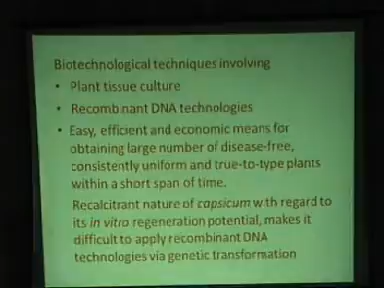 Biotechnological techniques involving
• Plant tissue culture
• Recombinant DNA technologies
• Easy, efficient and economic means for
obtaining large number of disease-free,
consistently uniform and true-to-type plants
within a short span of time.
Recalcitrant nature of capsicum with regard to
its in vitro regeneration potential, makes it
difficult to apply recombinant DNA
technologies via genetic transformation